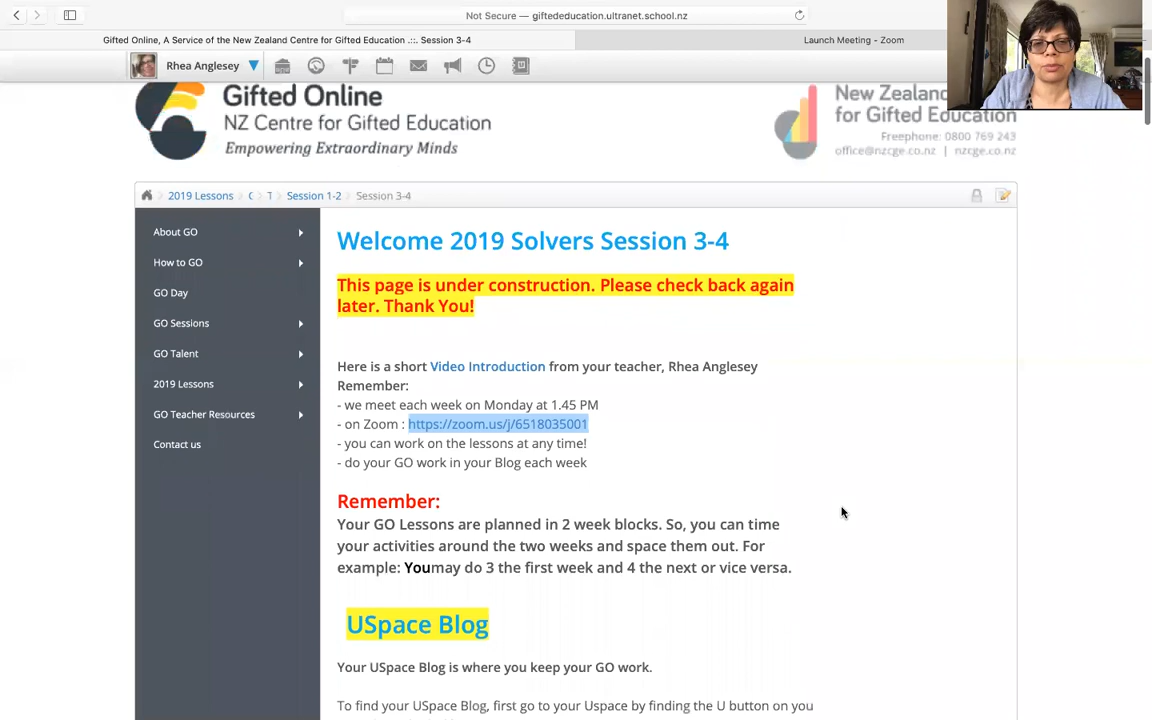 Not Secure — giftededucation.ultranet.school.nz
Gifted Online, A Service of the New Zealand Centre for Gifted Education .::. Session 3-4
Launch Meeting - Zoom
Rhea Anglesey
Gifted Online
NZ Centre for Gifted Education
Empowering Extraordinary Minds
New Zealand
for Gifted Education
Freephone: 0800 769 243
office@nzcge.co.nz | nzcge.co.nz
2019 Lessons C T Session 1-2 Session 3-4
About GO
How to GO
GO Day
GO Sessions
GO Talent
2019 Lessons
GO Teacher Resources
Contact us
Welcome 2019 Solvers Session 3-4
This page is under construction. Please check back again
later. Thank You!
Here is a short Video Introduction from your teacher, Rhea Anglesey
Remember:
- we meet each week on Monday at 1.45 PM
- on Zoom : https://zoom.us/j/6518035001
- you can work on the lessons at any time!
- do your GO work in your Blog each week
Remember:
Your GO Lessons are planned in 2 week blocks. So, you can time
your activities around the two weeks and space them out. For
example: Youmay do 3 the first week and 4 the next or vice versa.
USpace Blog
Your USpace Blog is where you keep your GO work.
To find your USpace Blog, first go to your Uspace by finding the U button on you